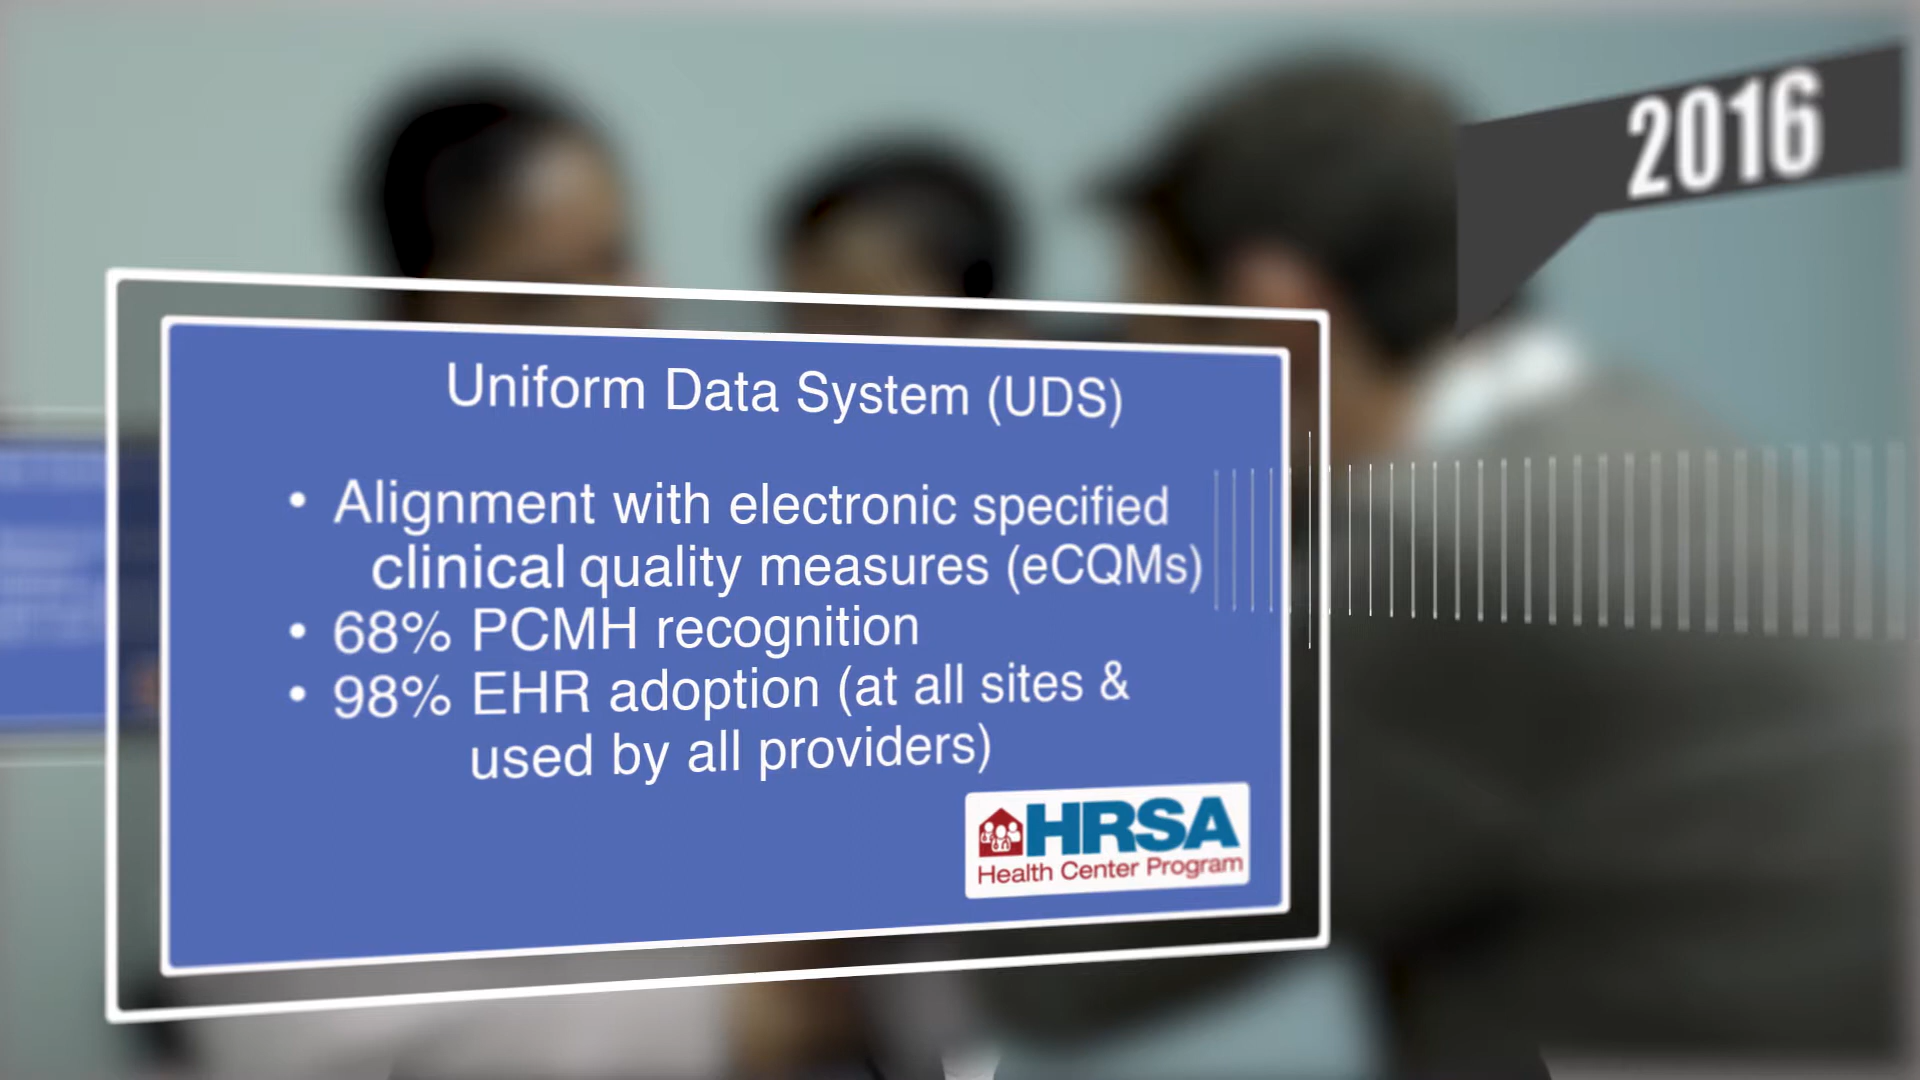 2016
Uniform Data System (UDS)
• Alignment with electronic specified
clinical quality measures (eCQMs)
• 68% PCMH recognition
• 98% EHR adoption (at all sites &
used by all providers)
HRSA
Health Center Program